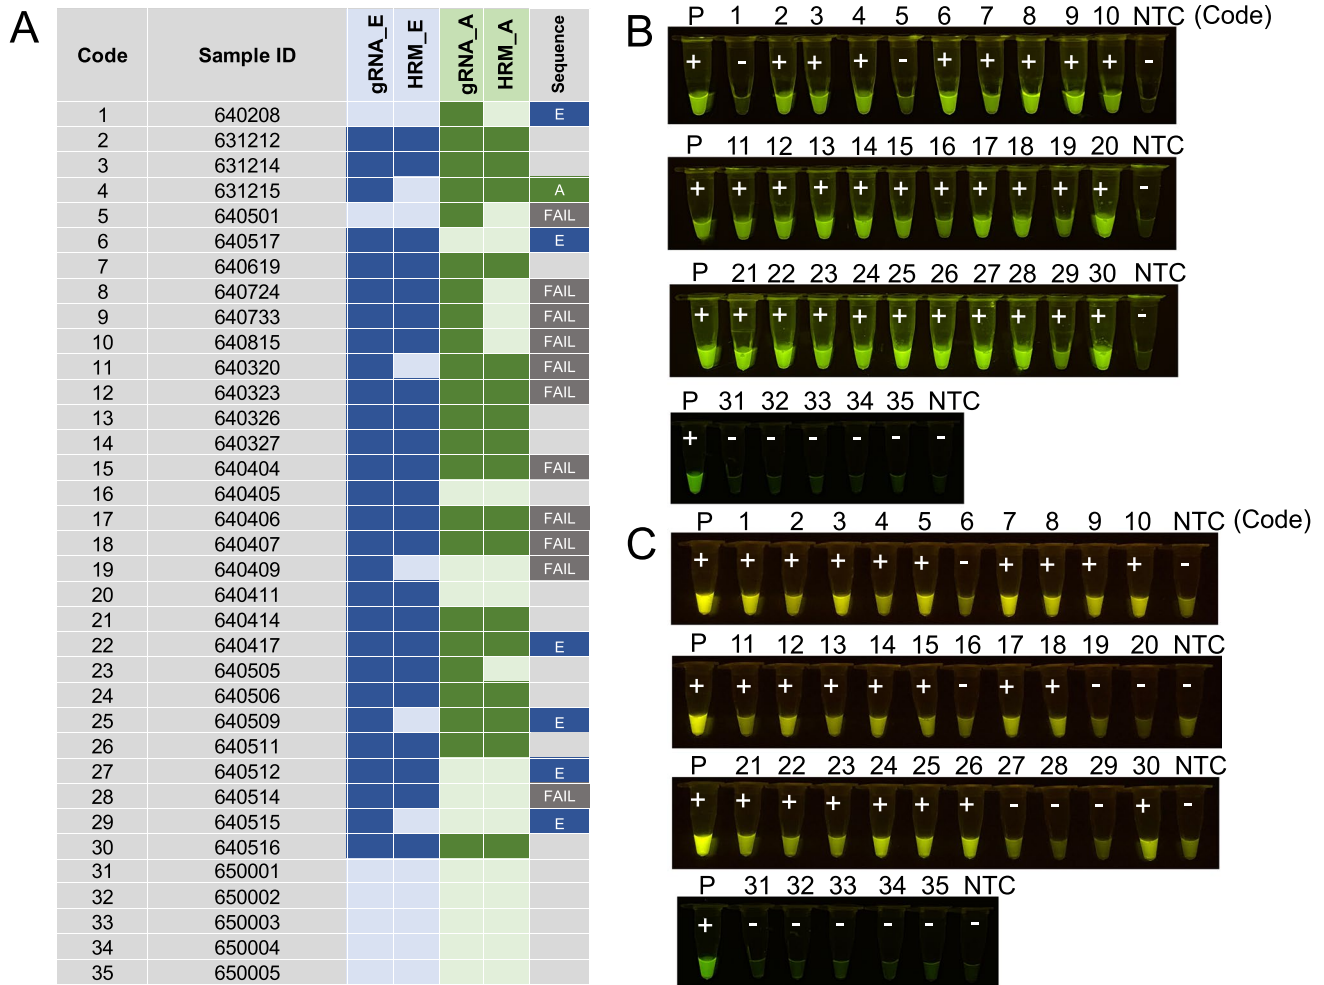 A
Code Sample ID gRNA_E HRM_E gRNA_A HRM_A Sequence
1 640208 E
2 631212
3 631214
4 631215 A
5 640501 FAIL
6 640517 E
7 640619
8 640724 FAIL
9 640733 FAIL
10 640815 FAIL
11 640320 FAIL
12 640323 FAIL
13 640326
14 640327
15 640404 FAIL
16 640405
17 640406 FAIL
18 640407 FAIL
19 640409 FAIL
20 640411
21 640414
22 640417 E
23 640505
24 640506
25 640509 E
26 640511
27 640512 E
28 640514 FAIL
29 640515 E
30 640516
31 650001
32 650002
33 650003
34 650004
35 650005
B
P 1 2 3 4 5 6 7 8 9 10 NTC (Code)
+ - + + + - + + + + + -
P 11 12 13 14 15 16 17 18 19 20 NTC
+ + + + + + + + + + + -
P 21 22 23 24 25 26 27 28 29 30 NTC
+ + + + + + + + + + + -
P 31 32 33 34 35 NTC
+ - - - - - -
C
P 1 2 3 4 5 6 7 8 9 10 NTC (Code)
+ + + + + + - + + + + -
P 11 12 13 14 15 16 17 18 19 20 NTC
+ + + + + + - + + - - -
P 21 22 23 24 25 26 27 28 29 30 NTC
+ + + + + + + - - - + -
P 31 32 33 34 35 NTC
+ - - - - - -